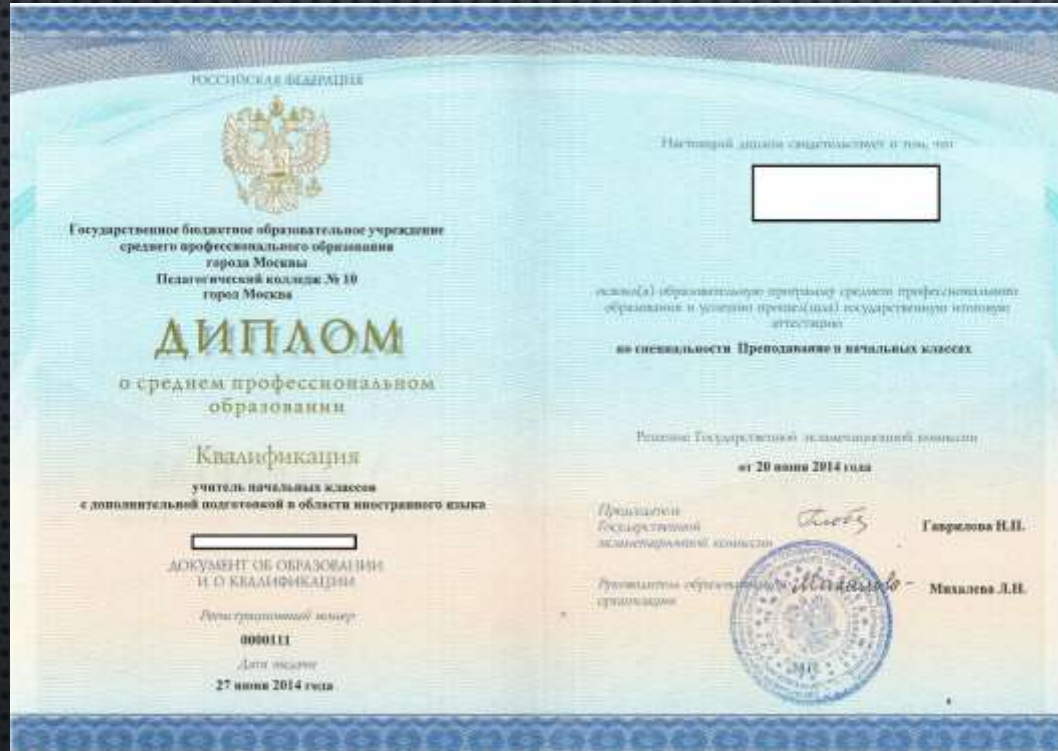 РОССИЙСКАЯ ФЕДЕРАЦИЯ
Государственное бюджетное образовательное учреждение
среднего профессионального образования
города Москвы
Педагогический колледж № 10
город Москва
ДИПЛОМ
о среднем профессиональном
образовании
Квалификация
учитель начальных классов
с дополнительной подготовкой в области иностранного языка
ДОКУМЕНТ ОБ ОБРАЗОВАНИИ
И О КВАЛИФИКАЦИИ
Регистрационный номер
0000111
Дата выдачи
27 июня 2014 года
Настоящий диплом свидетельствует о том, что
освоил(а) образовательную программу среднего профессионального
образования и успешно прошел(шла) государственную итоговую
аттестацию
по специальности Преподавание в начальных классах
Решение Государственной экзаменационной комиссии
от 20 июня 2014 года
Председатель
Государственной
экзаменационной комиссии
Гаврилова Н.П.
Руководитель образовательной
организации
Михалева Л.Н.